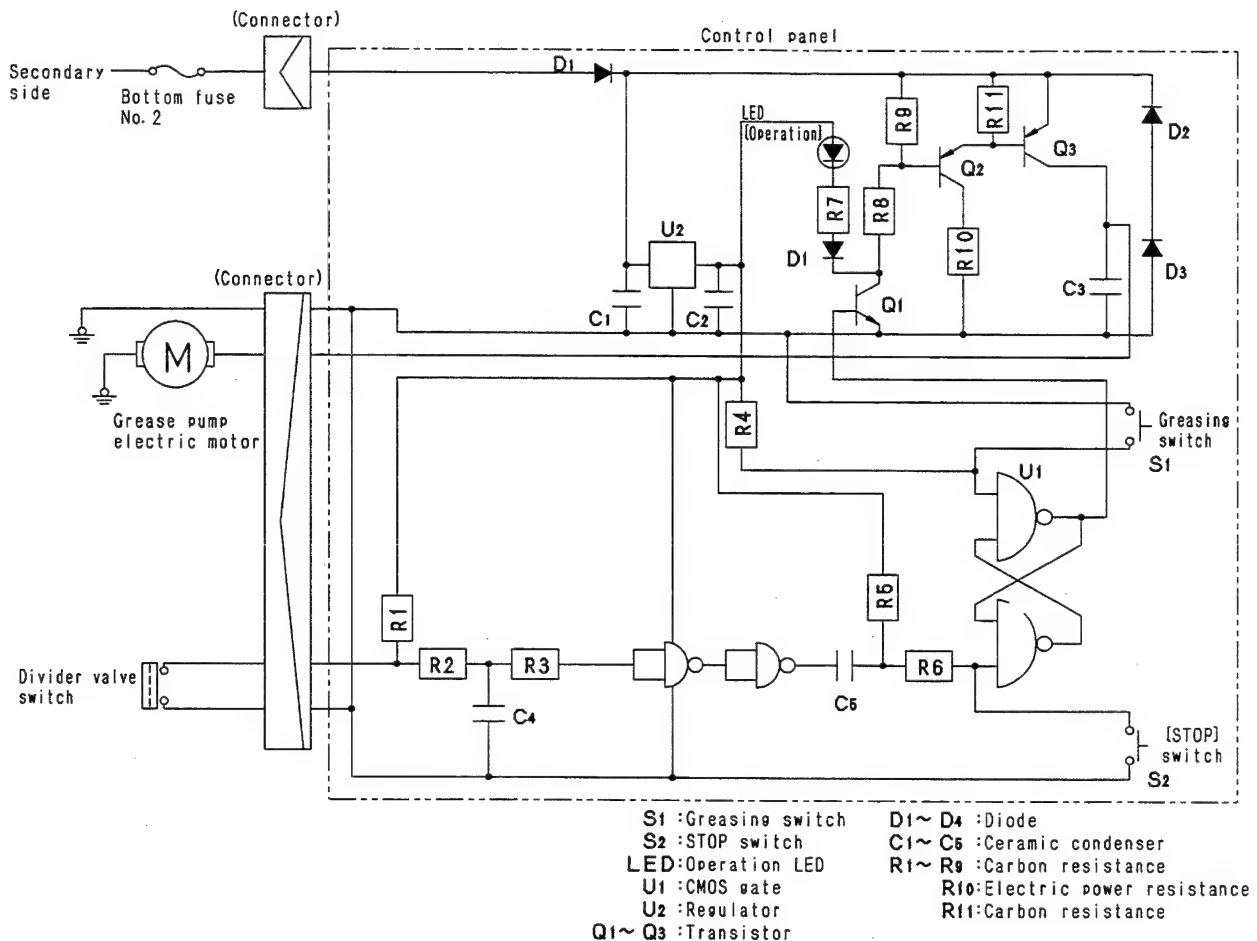 (Connector)
Control panel
Secondary side
Bottom fuse No. 2
D1
LED
[Operation]
R9
R11
D2
Q2
Q3
R7
R8
R10
D1
D3
U2
C1
C2
Q1
C3
(Connector)
M
Grease pump
electric motor
R4
Greasing
switch
S1
U1
R1
R5
R2
R3
R6
Divider valve
switch
C4
C5
[STOP]
switch
S2
S1 :Greasing switch
S2 :STOP switch
LED:Operation LED
U1 :CMOS gate
U2 :Regulator
Q1~ Q3 :Transistor
D1~ D4 :Diode
C1~ C5 :Ceramic condenser
R1~ R9 :Carbon resistance
R10:Electric power resistance
R11:Carbon resistance